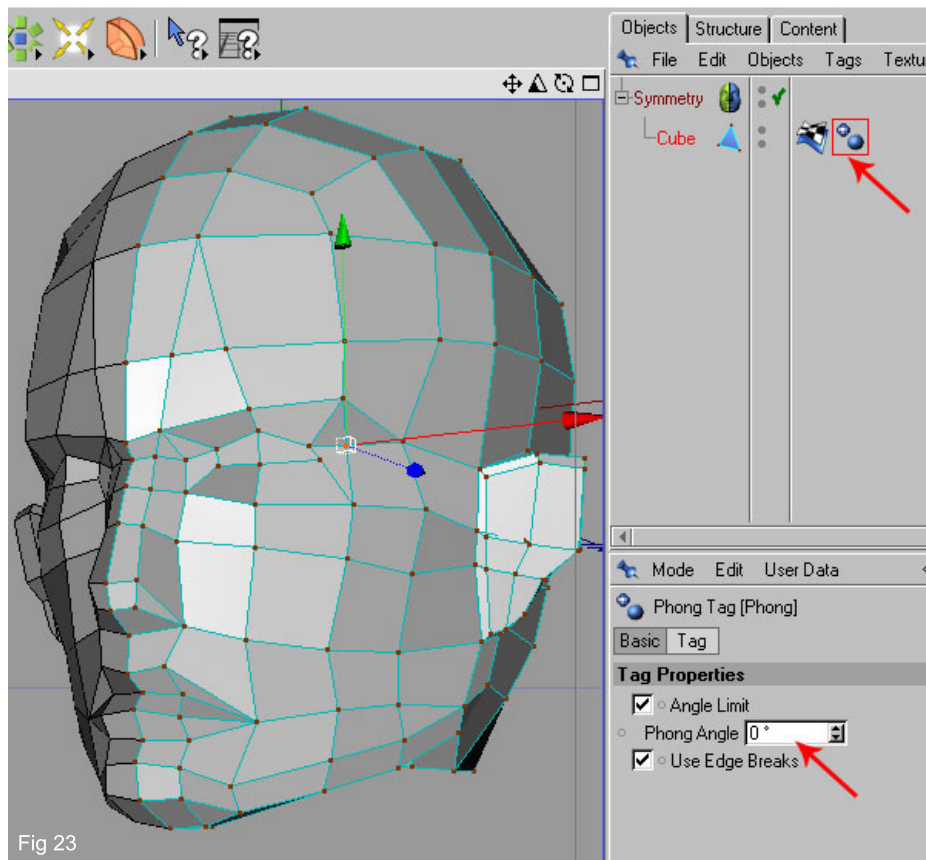 Objects Structure Content
File Edit Objects Tags Textu
Symmetry
Cube
Mode Edit User Data
Phong Tag [Phong]
Basic Tag
Tag Properties
Angle Limit
Phong Angle 0 °
Use Edge Breaks
Fig 23